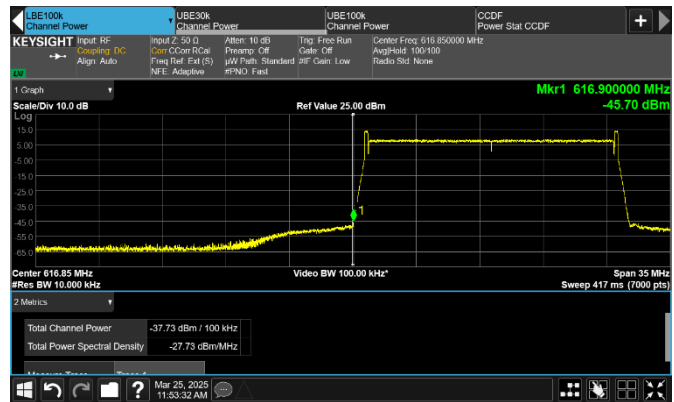 LBE100k
Channel Power
UBE30k
Channel Power
UBE100k
Channel Power
CCDF
Power Stat CCDF
KEYSIGHT
Input: RF
Coupling: DC
Align: Auto
Input Z: 50 Ω
Corr CCorr RCal
Freq Ref: Ext (S)
NFE: Adaptive
Atten: 10 dB
Preamp: Off
µW Path: Standard
#PNO: Fast
Trig: Free Run
Gate: Off
#IF Gain: Low
Center Freq: 616.850000 MHz
Avg|Hold: 100/100
Radio Std: None
LXI
1 Graph
Mkr1 616.900000 MHz
-45.70 dBm
Scale/Div 10.0 dB
Ref Value 25.00 dBm
Log
15.0
5.00
-5.00
-15.0
-25.0
-35.0
-45.0
-55.0
-65.0
1
Center 616.85 MHz
Video BW 100.00 kHz*
Span 35 MHz
#Res BW 10.000 kHz
Sweep 417 ms (7000 pts)
2 Metrics
Total Channel Power -37.73 dBm / 100 kHz
Total Power Spectral Density -27.73 dBm/MHz
Measure Trace Trace 1
Mar 25, 2025
11:53:32 AM